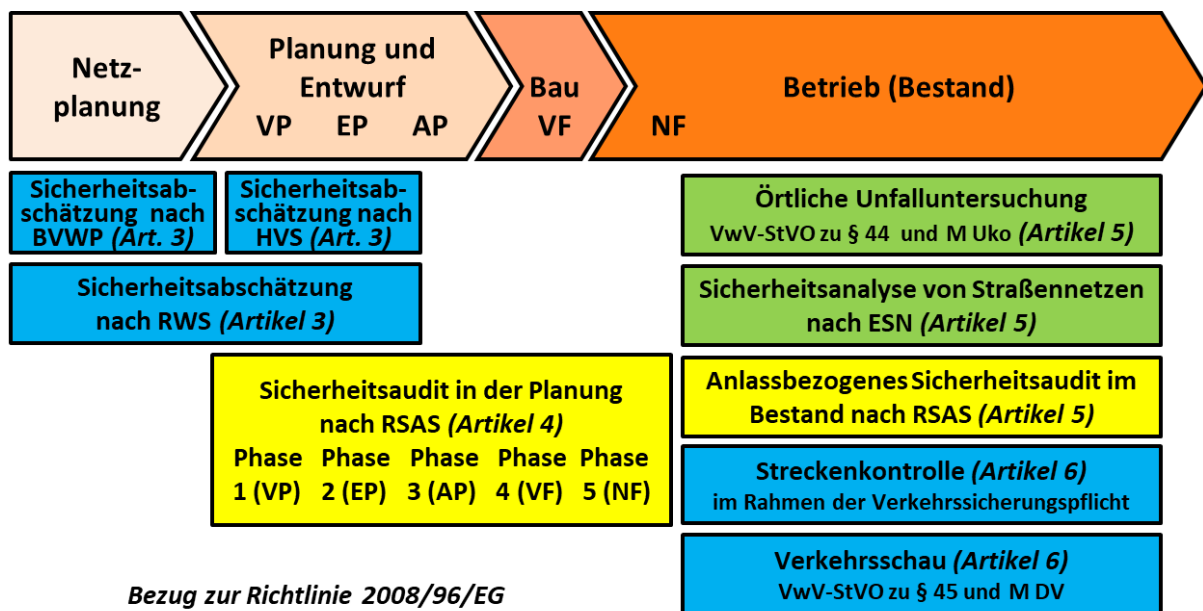 Netz-
planung
Planung und
Entwurf
VP EP AP
Bau
VF
Betrieb (Bestand)
NF
Sicherheitsab-
schätzung nach
BVWP (Art. 3)
Sicherheitsab-
schätzung nach
HVS (Art. 3)
Sicherheitsabschätzung
nach RWS (Artikel 3)
Sicherheitsaudit in der Planung
nach RSAS (Artikel 4)
Phase Phase Phase Phase Phase
1 (VP) 2 (EP) 3 (AP) 4 (VF) 5 (NF)
Örtliche Unfalluntersuchung
VwV-StVO zu § 44 und M Uko (Artikel 5)
Sicherheitsanalyse von Straßennetzen
nach ESN (Artikel 5)
Anlassbezogenes Sicherheitsaudit im
Bestand nach RSAS (Artikel 5)
Streckenkontrolle (Artikel 6)
im Rahmen der Verkehrssicherungspflicht
Verkehrsschau (Artikel 6)
VwV-StVO zu § 45 und M DV
Bezug zur Richtlinie 2008/96/EG